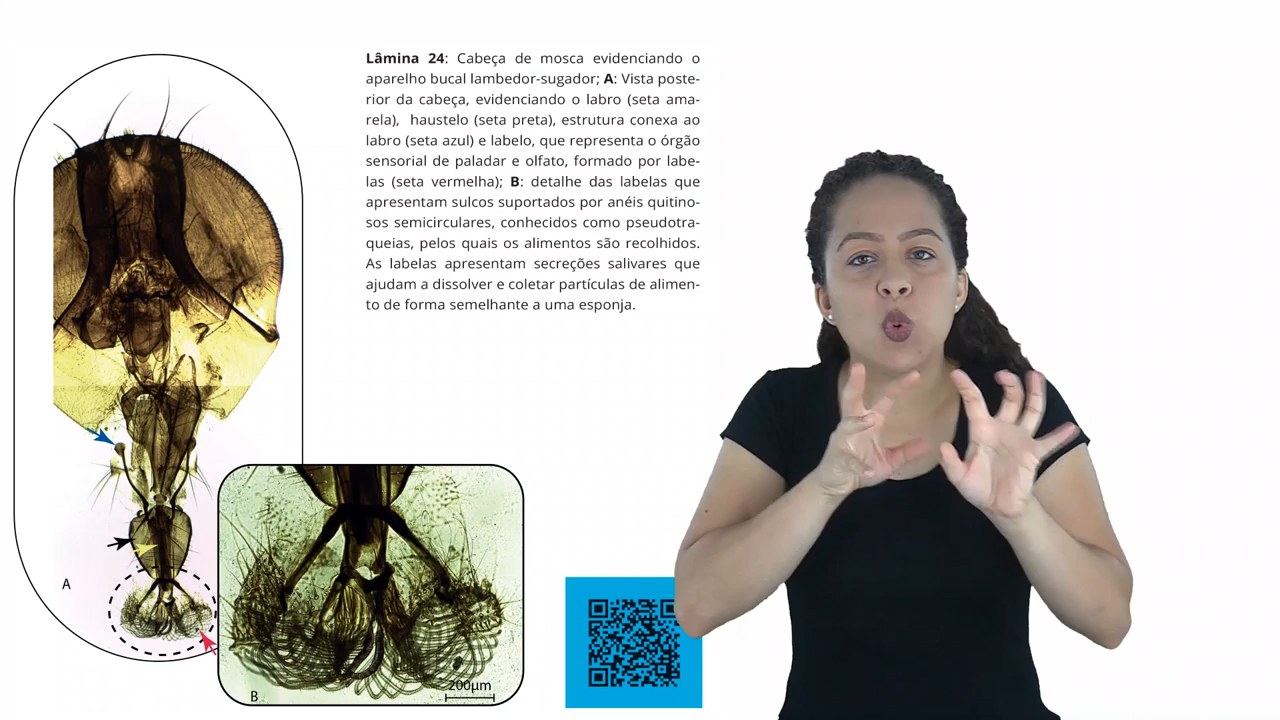 Lâmina 24: Cabeça de mosca evidenciando o
aparelho bucal lambedor-sugador; A: Vista poste-
rior da cabeça, evidenciando o labro (seta ama-
rela), haustelo (seta preta), estrutura conexa ao
labro (seta azul) e labelo, que representa o órgão
sensorial de paladar e olfato, formado por labe-
las (seta vermelha); B: detalhe das labelas que
apresentam sulcos suportados por anéis quitino-
sos semicirculares, conhecidos como pseudotra-
queias, pelos quais os alimentos são recolhidos.
As labelas apresentam secreções salivares que
ajudam a dissolver e coletar partículas de alimen-
to de forma semelhante a uma esponja.
A
B
200µm